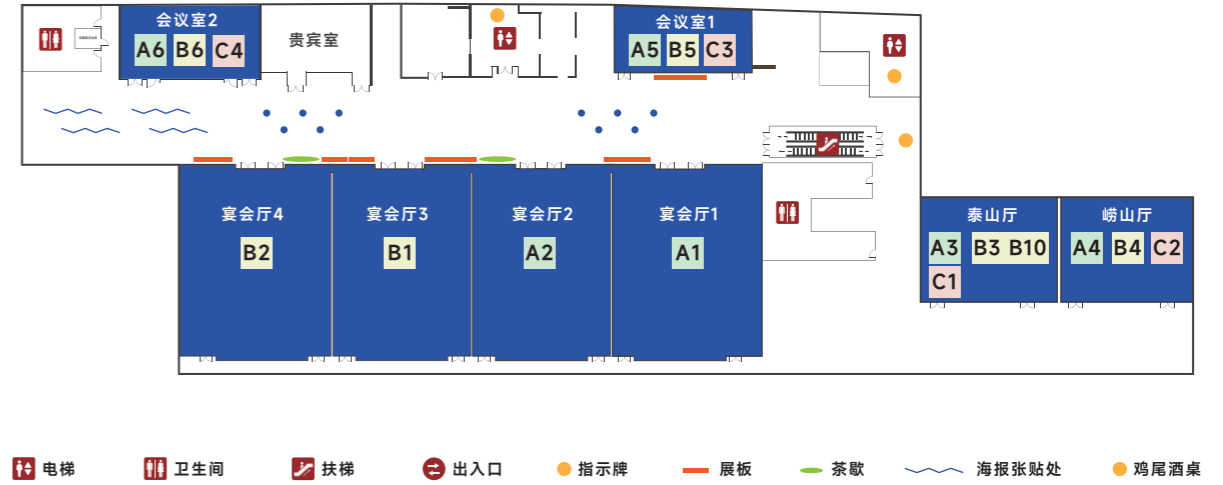 会议室2
A6 B6 C4
贵宾室
会议室1
A5 B5 C3
宴会厅4
B2
宴会厅3
B1
宴会厅2
A2
宴会厅1
A1
泰山厅
A3 B3 B10
C1
崂山厅
A4 B4 C2
电梯
卫生间
扶梯
出入口
指示牌
展板
茶歇
海报张贴处
鸡尾酒桌